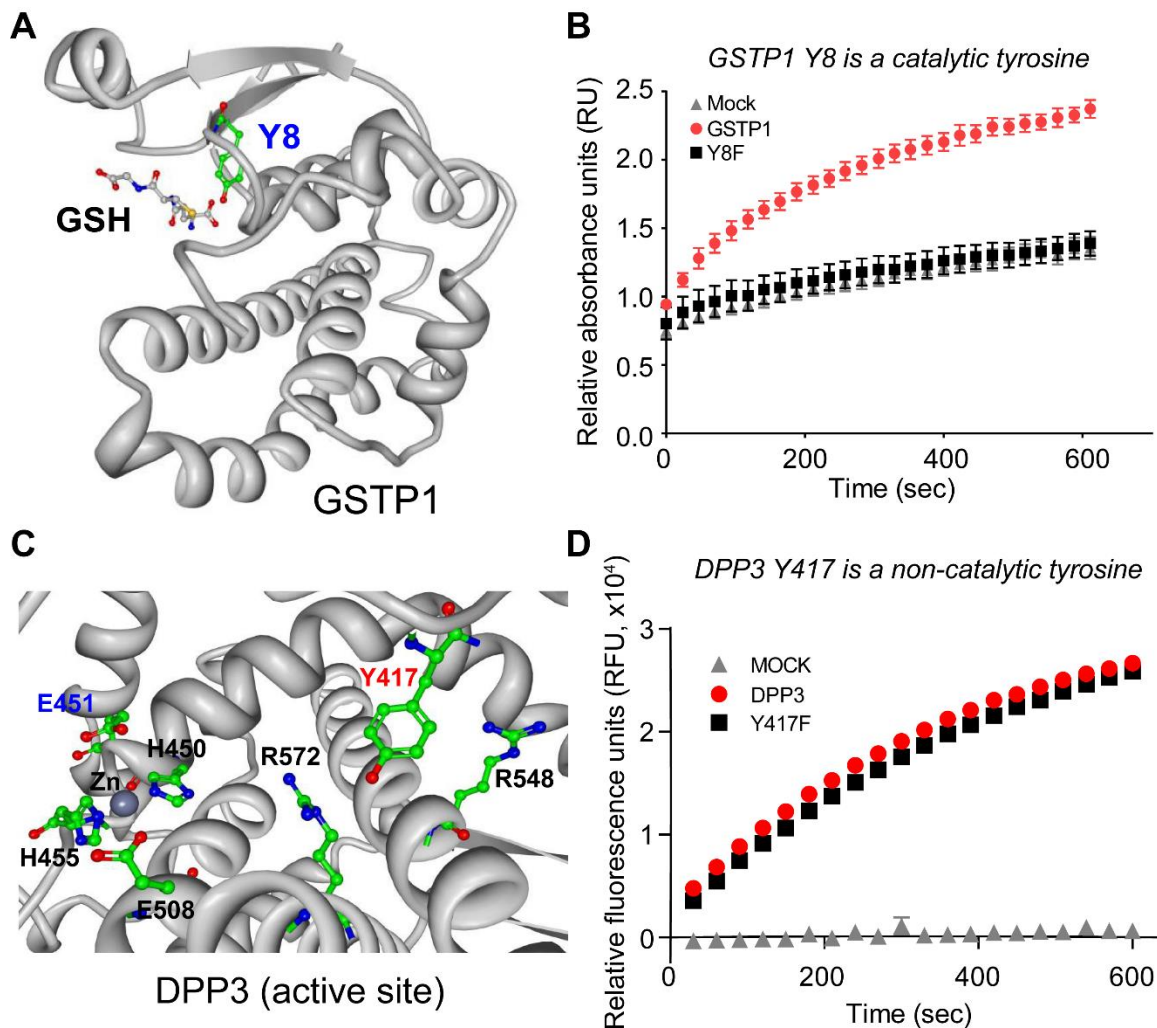 A
Y8
GSH
GSTP1
B
GSTP1 Y8 is a catalytic tyrosine
Relative absorbance units (RU)
2.5
2.0
1.5
1.0
0.5
0.0
Mock
GSTP1
Y8F
0
200
400
600
Time (sec)
C
E451
Zn
H450
H455
E508
R572
Y417
R548
DPP3 (active site)
D
DPP3 Y417 is a non-catalytic tyrosine
Relative fluorescence units (RFU, x10⁴)
3
2
1
0
MOCK
DPP3
Y417F
200
400
600
Time (sec)